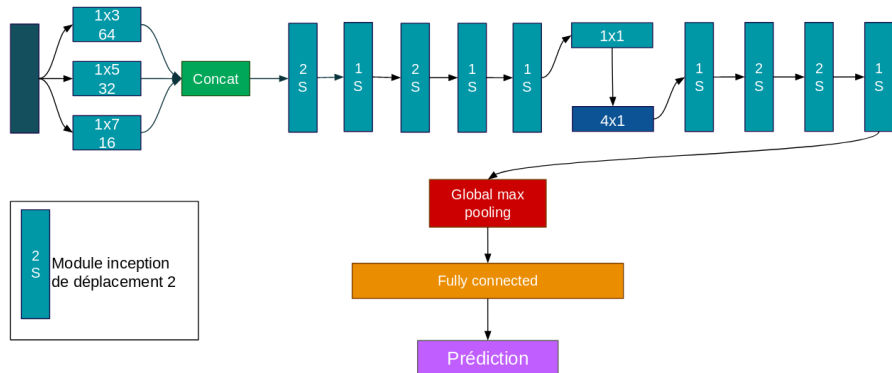 1x3
64
1x5
32
1x7
16
Concat
2
S
1
S
2
S
1
S
1
S
1x1
4x1
1
S
2
S
2
S
1
S
Global max
pooling
Fully connected
Prédiction
2
S
Module inception
de déplacement 2